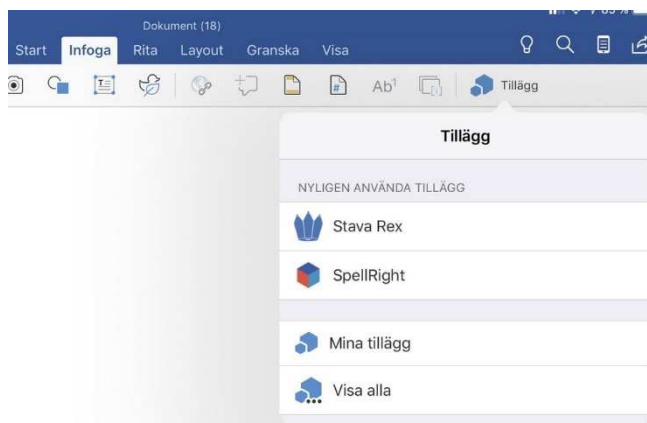 Dokument (18)
85 %
Start Infoga Rita Layout Granska Visa
Ab¹
Tillägg
Tillägg
NYLIGEN ANVÄNDA TILLÄGG
Stava Rex
SpellRight
Mina tillägg
Visa alla